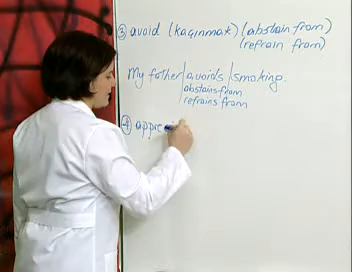 ③ avoid (kaçınmak) (abstain from)
(refrain from)
My father | avoids | smoking.
abstains from
refrains from
④ appre